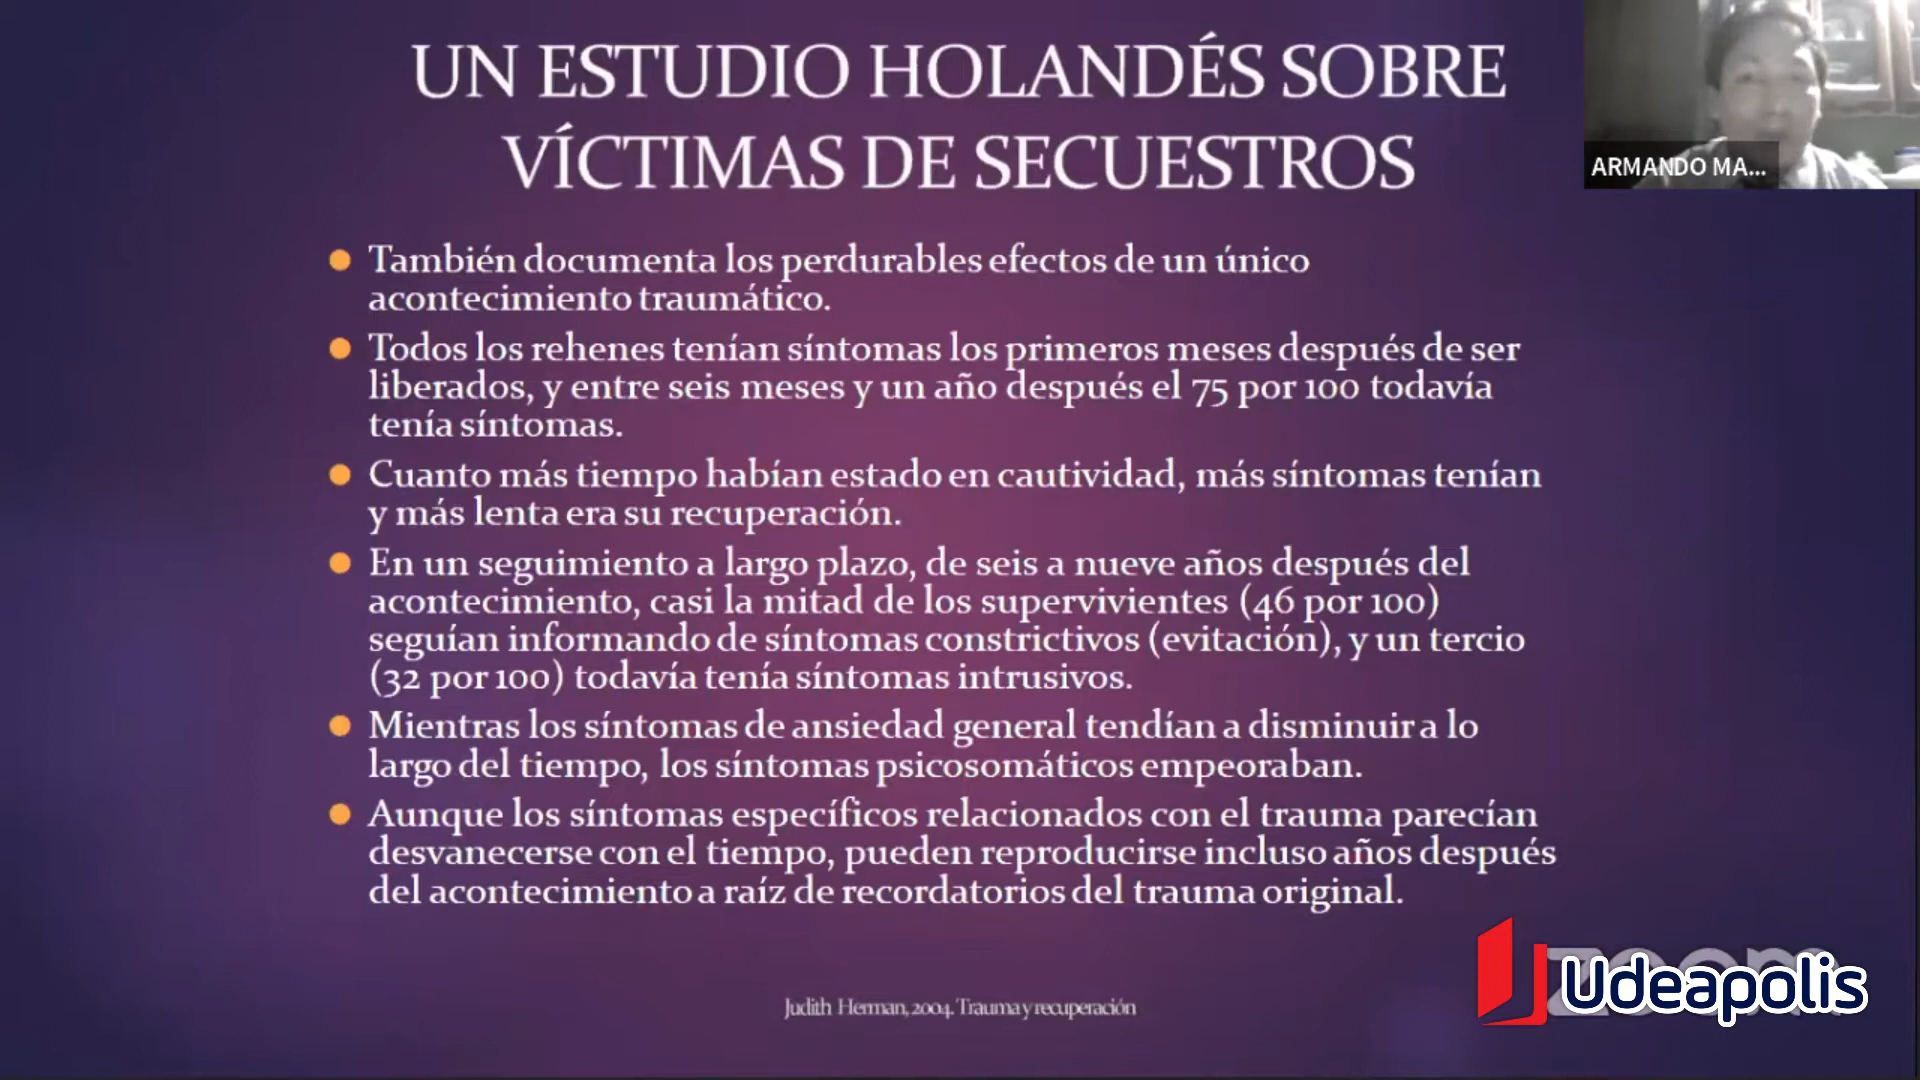 UN ESTUDIO HOLANDÉS SOBRE
VÍCTIMAS DE SECUESTROS
ARMANDO MA...
También documenta los perdurables efectos de un único
acontecimiento traumático.
Todos los rehenes tenían síntomas los primeros meses después de ser
liberados, y entre seis meses y un año después el 75 por 100 todavía
tenía síntomas.
Cuanto más tiempo habían estado en cautividad, más síntomas tenían
y más lenta era su recuperación.
En un seguimiento a largo plazo, de seis a nueve años después del
acontecimiento, casi la mitad de los supervivientes (46 por 100)
seguían informando de síntomas constrictivos (evitación), y un tercio
(32 por 100) todavía tenía síntomas intrusivos.
Mientras los síntomas de ansiedad general tendían a disminuir a lo
largo del tiempo, los síntomas psicosomáticos empeoraban.
Aunque los síntomas específicos relacionados con el trauma parecían
desvanecerse con el tiempo, pueden reproducirse incluso años después
del acontecimiento a raíz de recordatorios del trauma original.
Judith Herman, 2004. Trauma y recuperación
zoom
Udeapolis